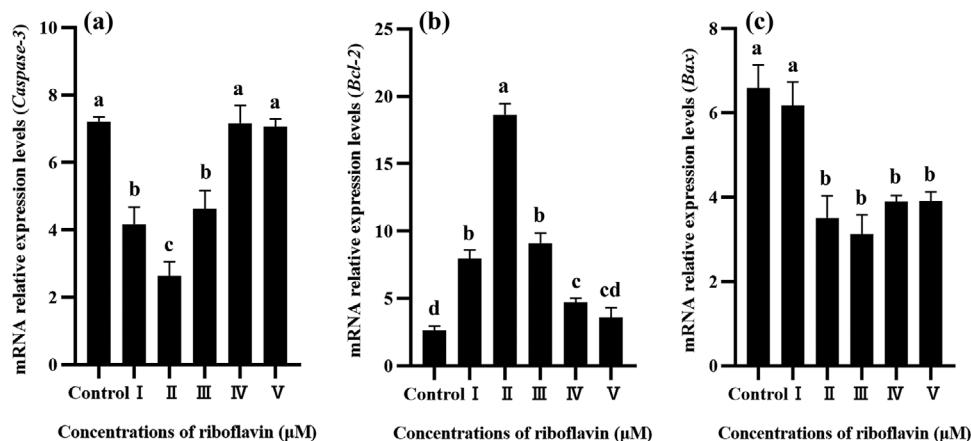 (a)
mRNA relative expression levels (Caspase-3)
10
8
6
4
2
0
a
b
c
b
a
a
Control Ⅰ Ⅱ Ⅲ Ⅳ Ⅴ
Concentrations of riboflavin (μM)
(b)
mRNA relative expression levels (Bcl-2)
25
20
15
10
5
0
d
b
a
b
c
cd
Control Ⅰ Ⅱ Ⅲ Ⅳ Ⅴ
Concentrations of riboflavin (μM)
(c)
mRNA relative expression levels (Bax)
8
6
4
2
0
a
a
b
b
b
b
Control Ⅰ Ⅱ Ⅲ Ⅳ Ⅴ
Concentrations of riboflavin (μM)